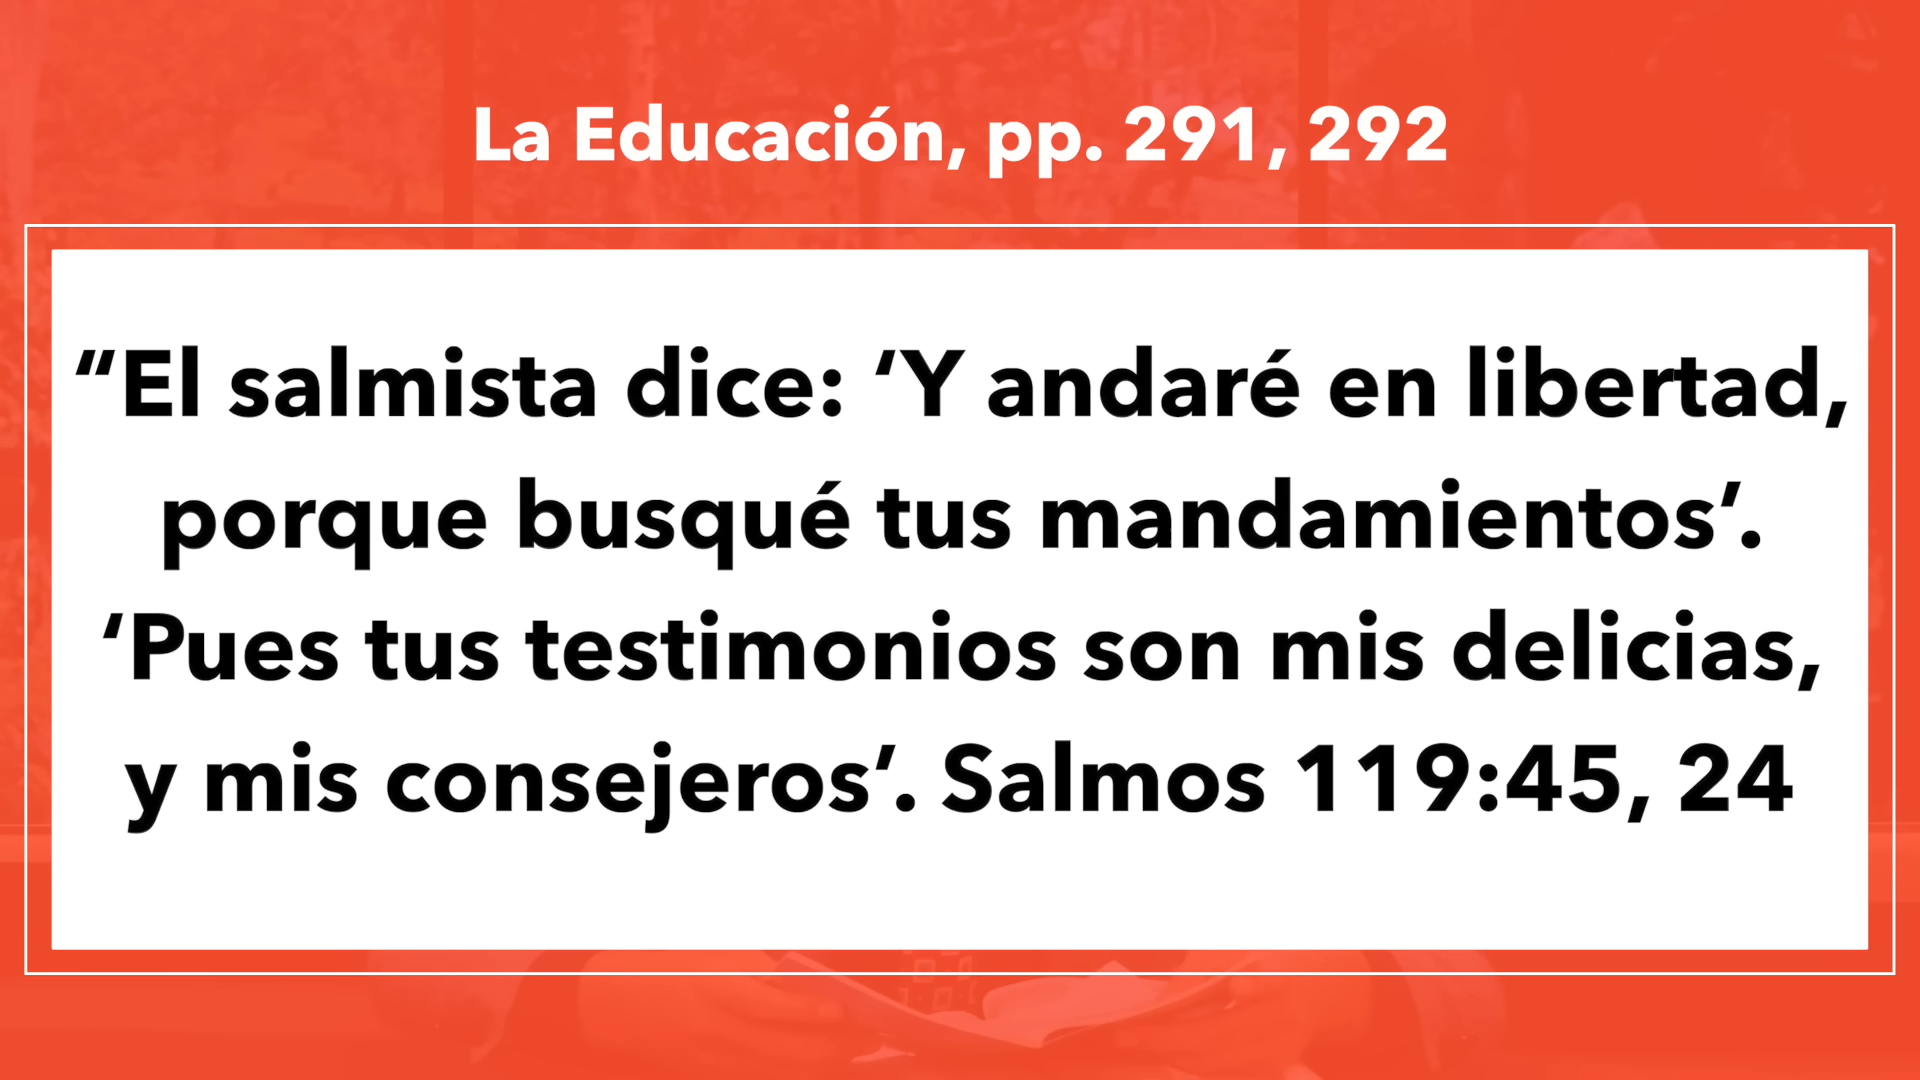 La Educación, pp. 291, 292
“El salmista dice: ‘Y andaré en libertad,
porque busqué tus mandamientos’.
‘Pues tus testimonios son mis delicias,
y mis consejeros’. Salmos 119:45, 24